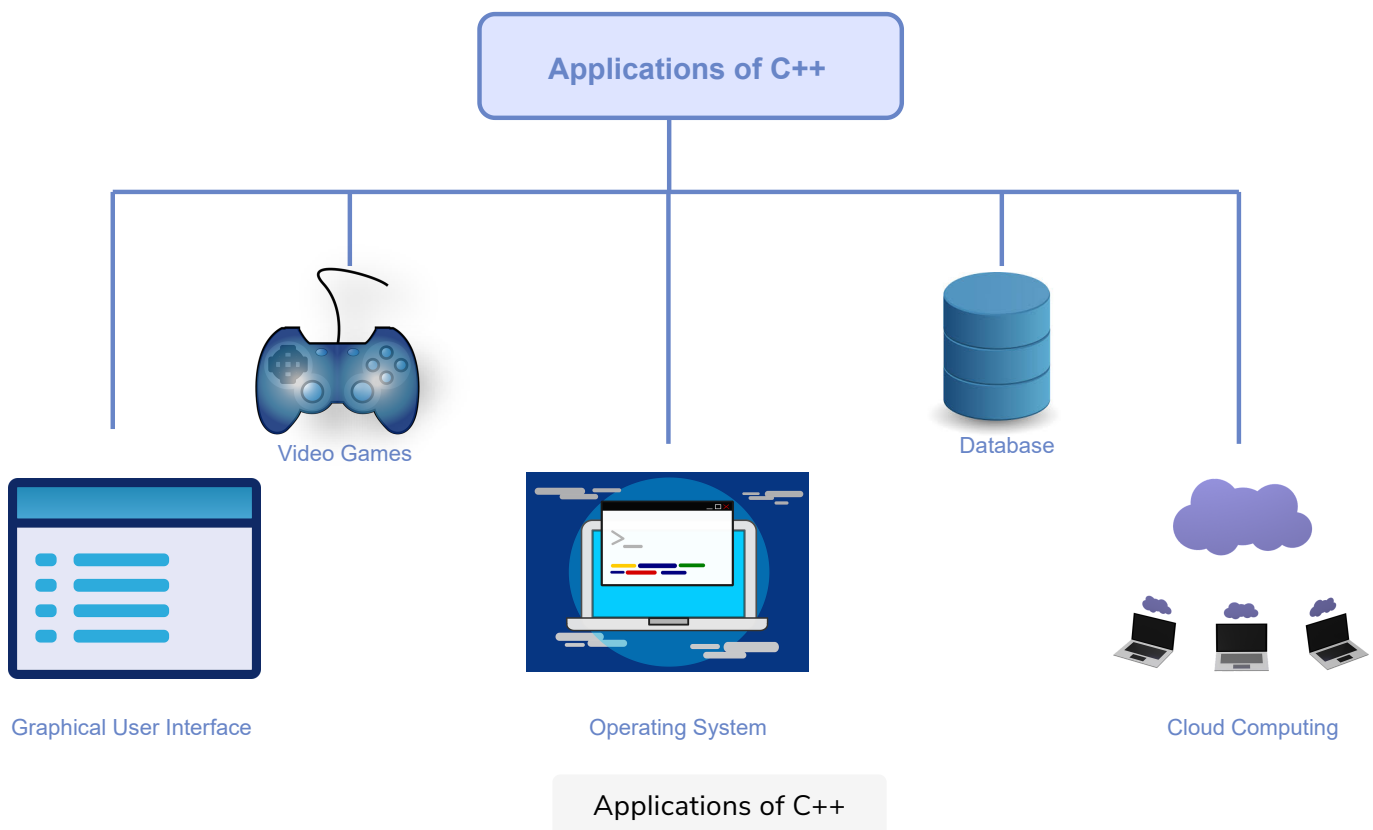 Applications of C++
Video Games
Database
Graphical User Interface
Operating System
Cloud Computing
Applications of C++